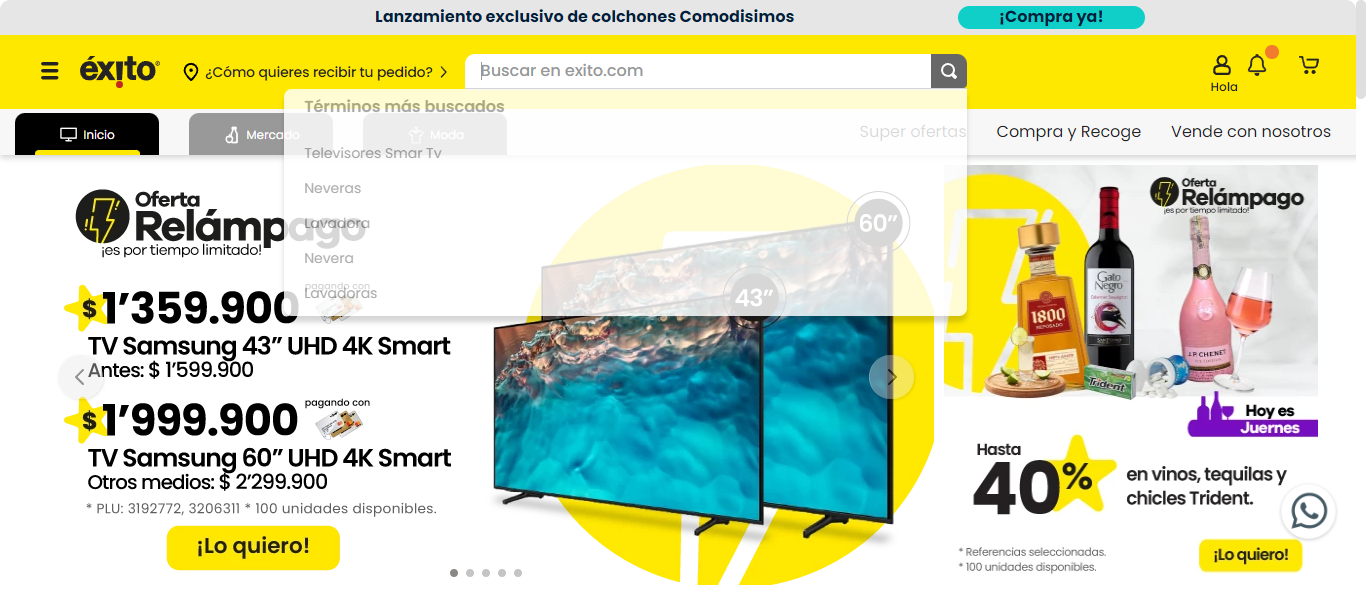 Lanzamiento exclusivo de colchones Comodisimos
¡Compra ya!
éxito
¿Cómo quieres recibir tu pedido?
Buscar en exito.com
Hola
Términos más buscados
Televisores Smar Tv
Neveras
Lavadora
Nevera
Lavadoras
Inicio
Mercado
Moda
Super ofertas
Compra y Recoge
Vende con nosotros
Oferta
Relámpago
¡es por tiempo limitado!
$1’359.900
pagando con
TV Samsung 43” UHD 4K Smart
Antes: $ 1’599.900
$1’999.900
pagando con
TV Samsung 60” UHD 4K Smart
Otros medios: $ 2’299.900
* PLU: 3192772, 3206311 * 100 unidades disponibles.
¡Lo quiero!
60”
43”
Oferta
Relámpago
¡es por tiempo limitado!
Gato
Negro
1800
REPOSADO
J.P. CHENET
Trident
Hoy es
Juernes
Hasta
40%
en vinos, tequilas y
chicles Trident.
* Referencias seleccionadas.
* 100 unidades disponibles.
¡Lo quiero!